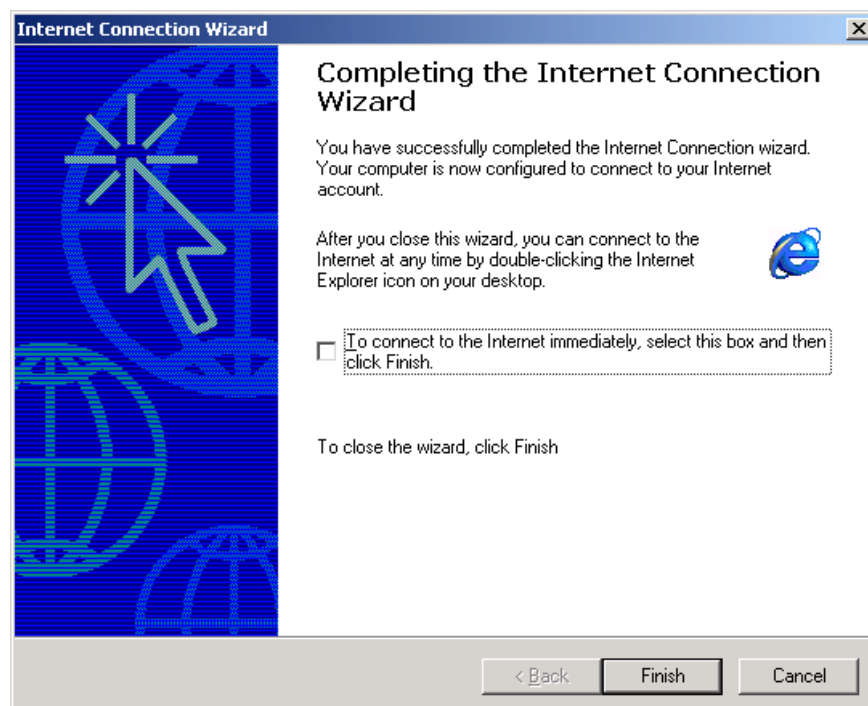 Internet Connection Wizard
Completing the Internet Connection
Wizard
You have successfully completed the Internet Connection wizard.
Your computer is now configured to connect to your Internet
account.
After you close this wizard, you can connect to the
Internet at any time by double-clicking the Internet
Explorer icon on your desktop.
To connect to the Internet immediately, select this box and then
click Finish.
To close the wizard, click Finish
< Back Finish Cancel